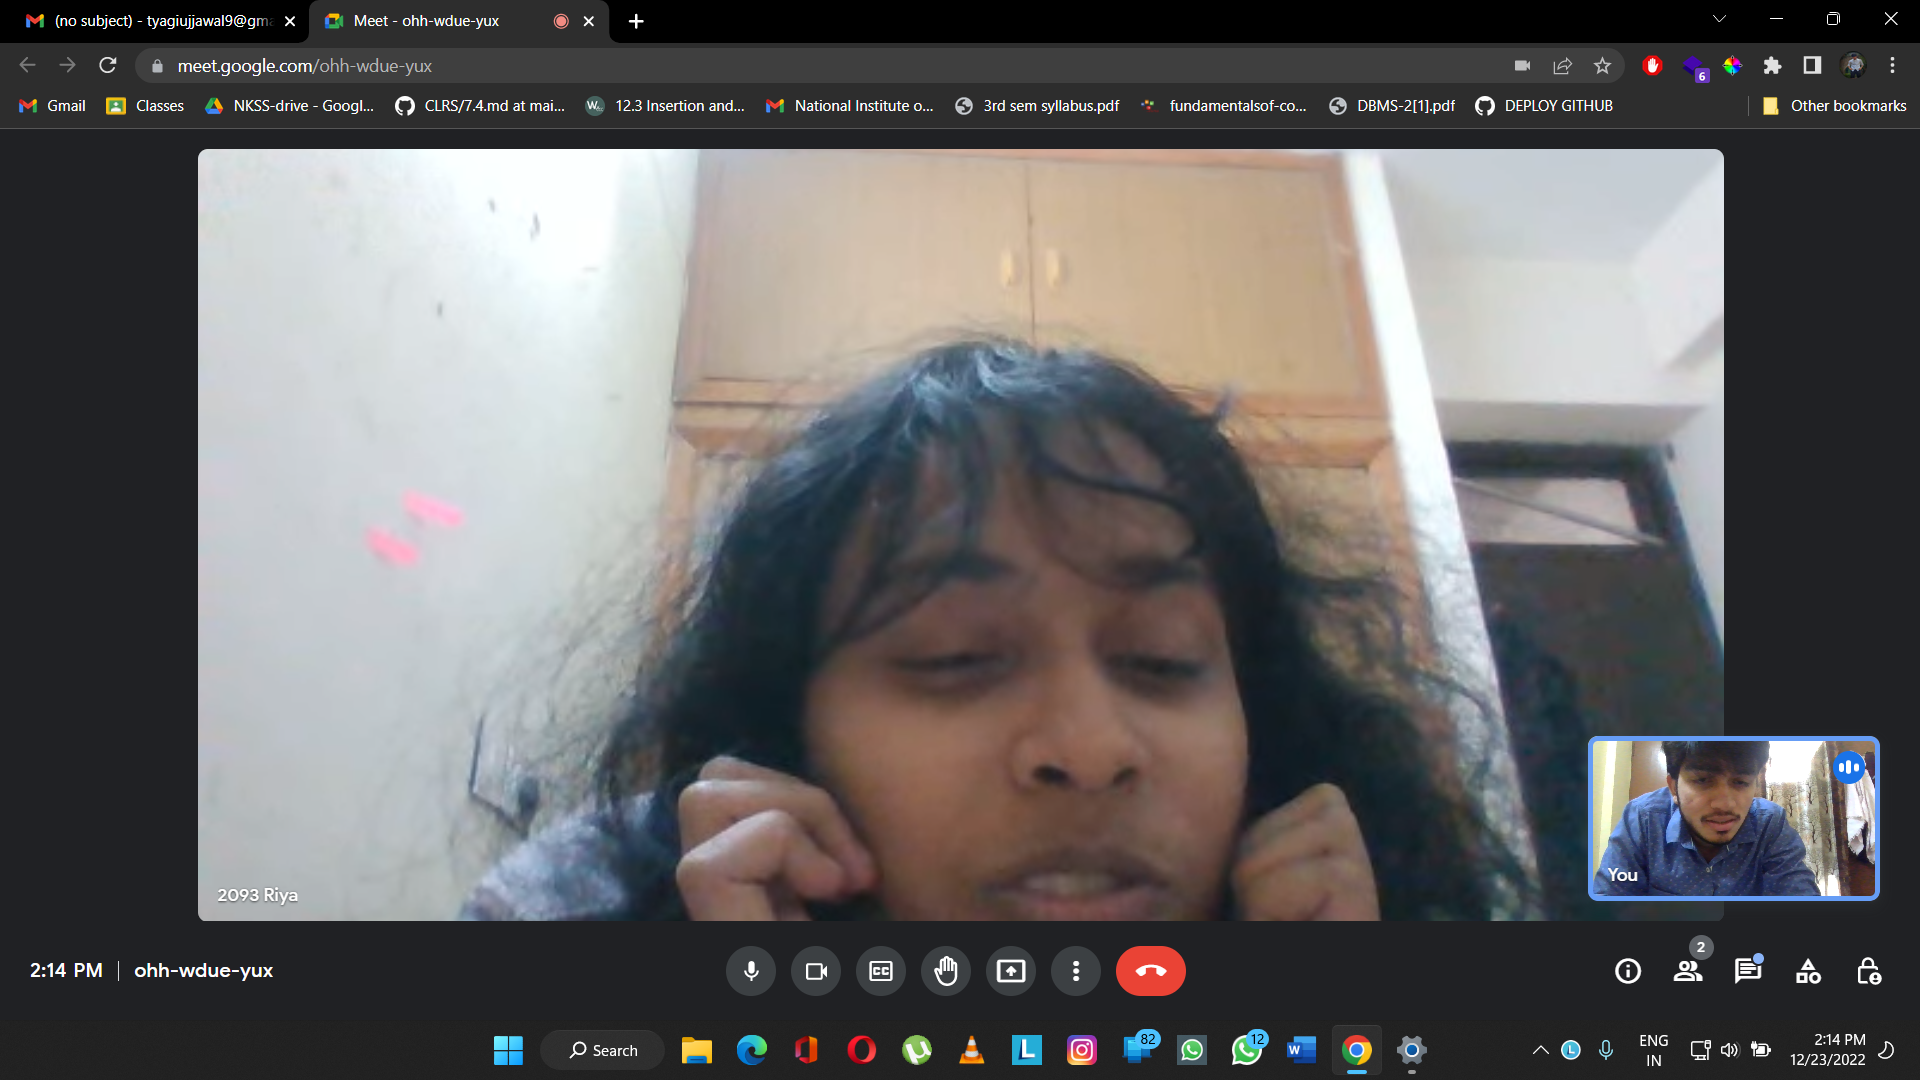 (no subject) - tyagiujjawal9@gma
Meet - ohh-wdue-yux
meet.google.com/ohh-wdue-yux
6
Gmail
Classes
NKSS-drive - Googl...
CLRS/7.4.md at mai...
12.3 Insertion and...
National Institute o...
3rd sem syllabus.pdf
fundamentalsof-co...
DBMS-2[1].pdf
DEPLOY GITHUB
Other bookmarks
2093 Riya
You
2:14 PM | ohh-wdue-yux
CC
2
Search
82
12
ENG
IN
2:14 PM
12/23/2022